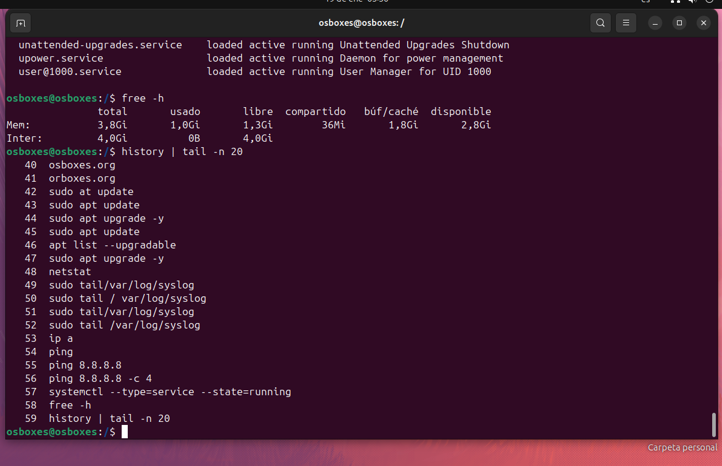 osboxes@osboxes: /
unattended-upgrades.service    loaded active running Unattended Upgrades Shutdown
upower.service                 loaded active running Daemon for power management
user@1000.service              loaded active running User Manager for UID 1000
osboxes@osboxes:/$ free -h
               total       usado       libre  compartido   búf/caché  disponible
Mem:           3,8Gi       1,0Gi       1,3Gi        36Mi       1,8Gi       2,8Gi
Inter:         4,0Gi          0B       4,0Gi
osboxes@osboxes:/$ history | tail -n 20
   40  osboxes.org
   41  orboxes.org
   42  sudo at update
   43  sudo apt update
   44  sudo apt upgrade -y
   45  sudo apt update
   46  apt list --upgradable
   47  sudo apt upgrade -y
   48  netstat
   49  sudo tail/var/log/syslog
   50  sudo tail / var/log/syslog
   51  sudo tail/var/log/syslog
   52  sudo tail /var/log/syslog
   53  ip a
   54  ping
   55  ping 8.8.8.8
   56  ping 8.8.8.8 -c 4
   57  systemctl --type=service --state=running
   58  free -h
   59  history | tail -n 20
osboxes@osboxes:/$
Carpeta personal